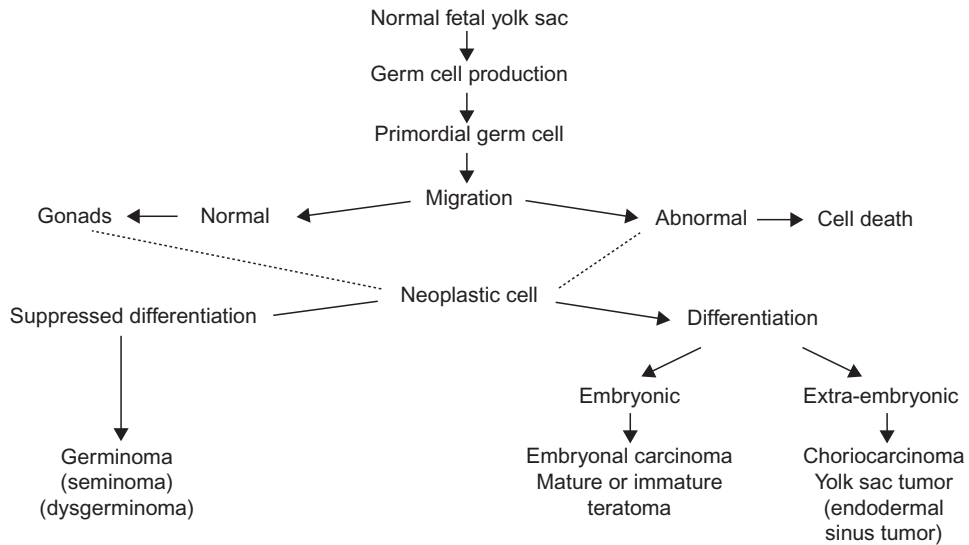 Normal fetal yolk sac
Germ cell production
Primordial germ cell
Migration
Gonads
Normal
Abnormal
Cell death
Neoplastic cell
Suppressed differentiation
Differentiation
Embryonic
Extra-embryonic
Germinoma
(seminoma)
(dysgerminoma)
Embryonal carcinoma
Mature or immature
teratoma
Choriocarcinoma
Yolk sac tumor
(endodermal
sinus tumor)